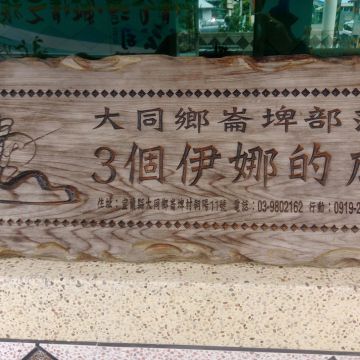 大同鄉崙埤部
3個伊娜的
住址：宜蘭縣大同鄉崙埤村朝陽11號 電話：03-9802162 行動：0919-2